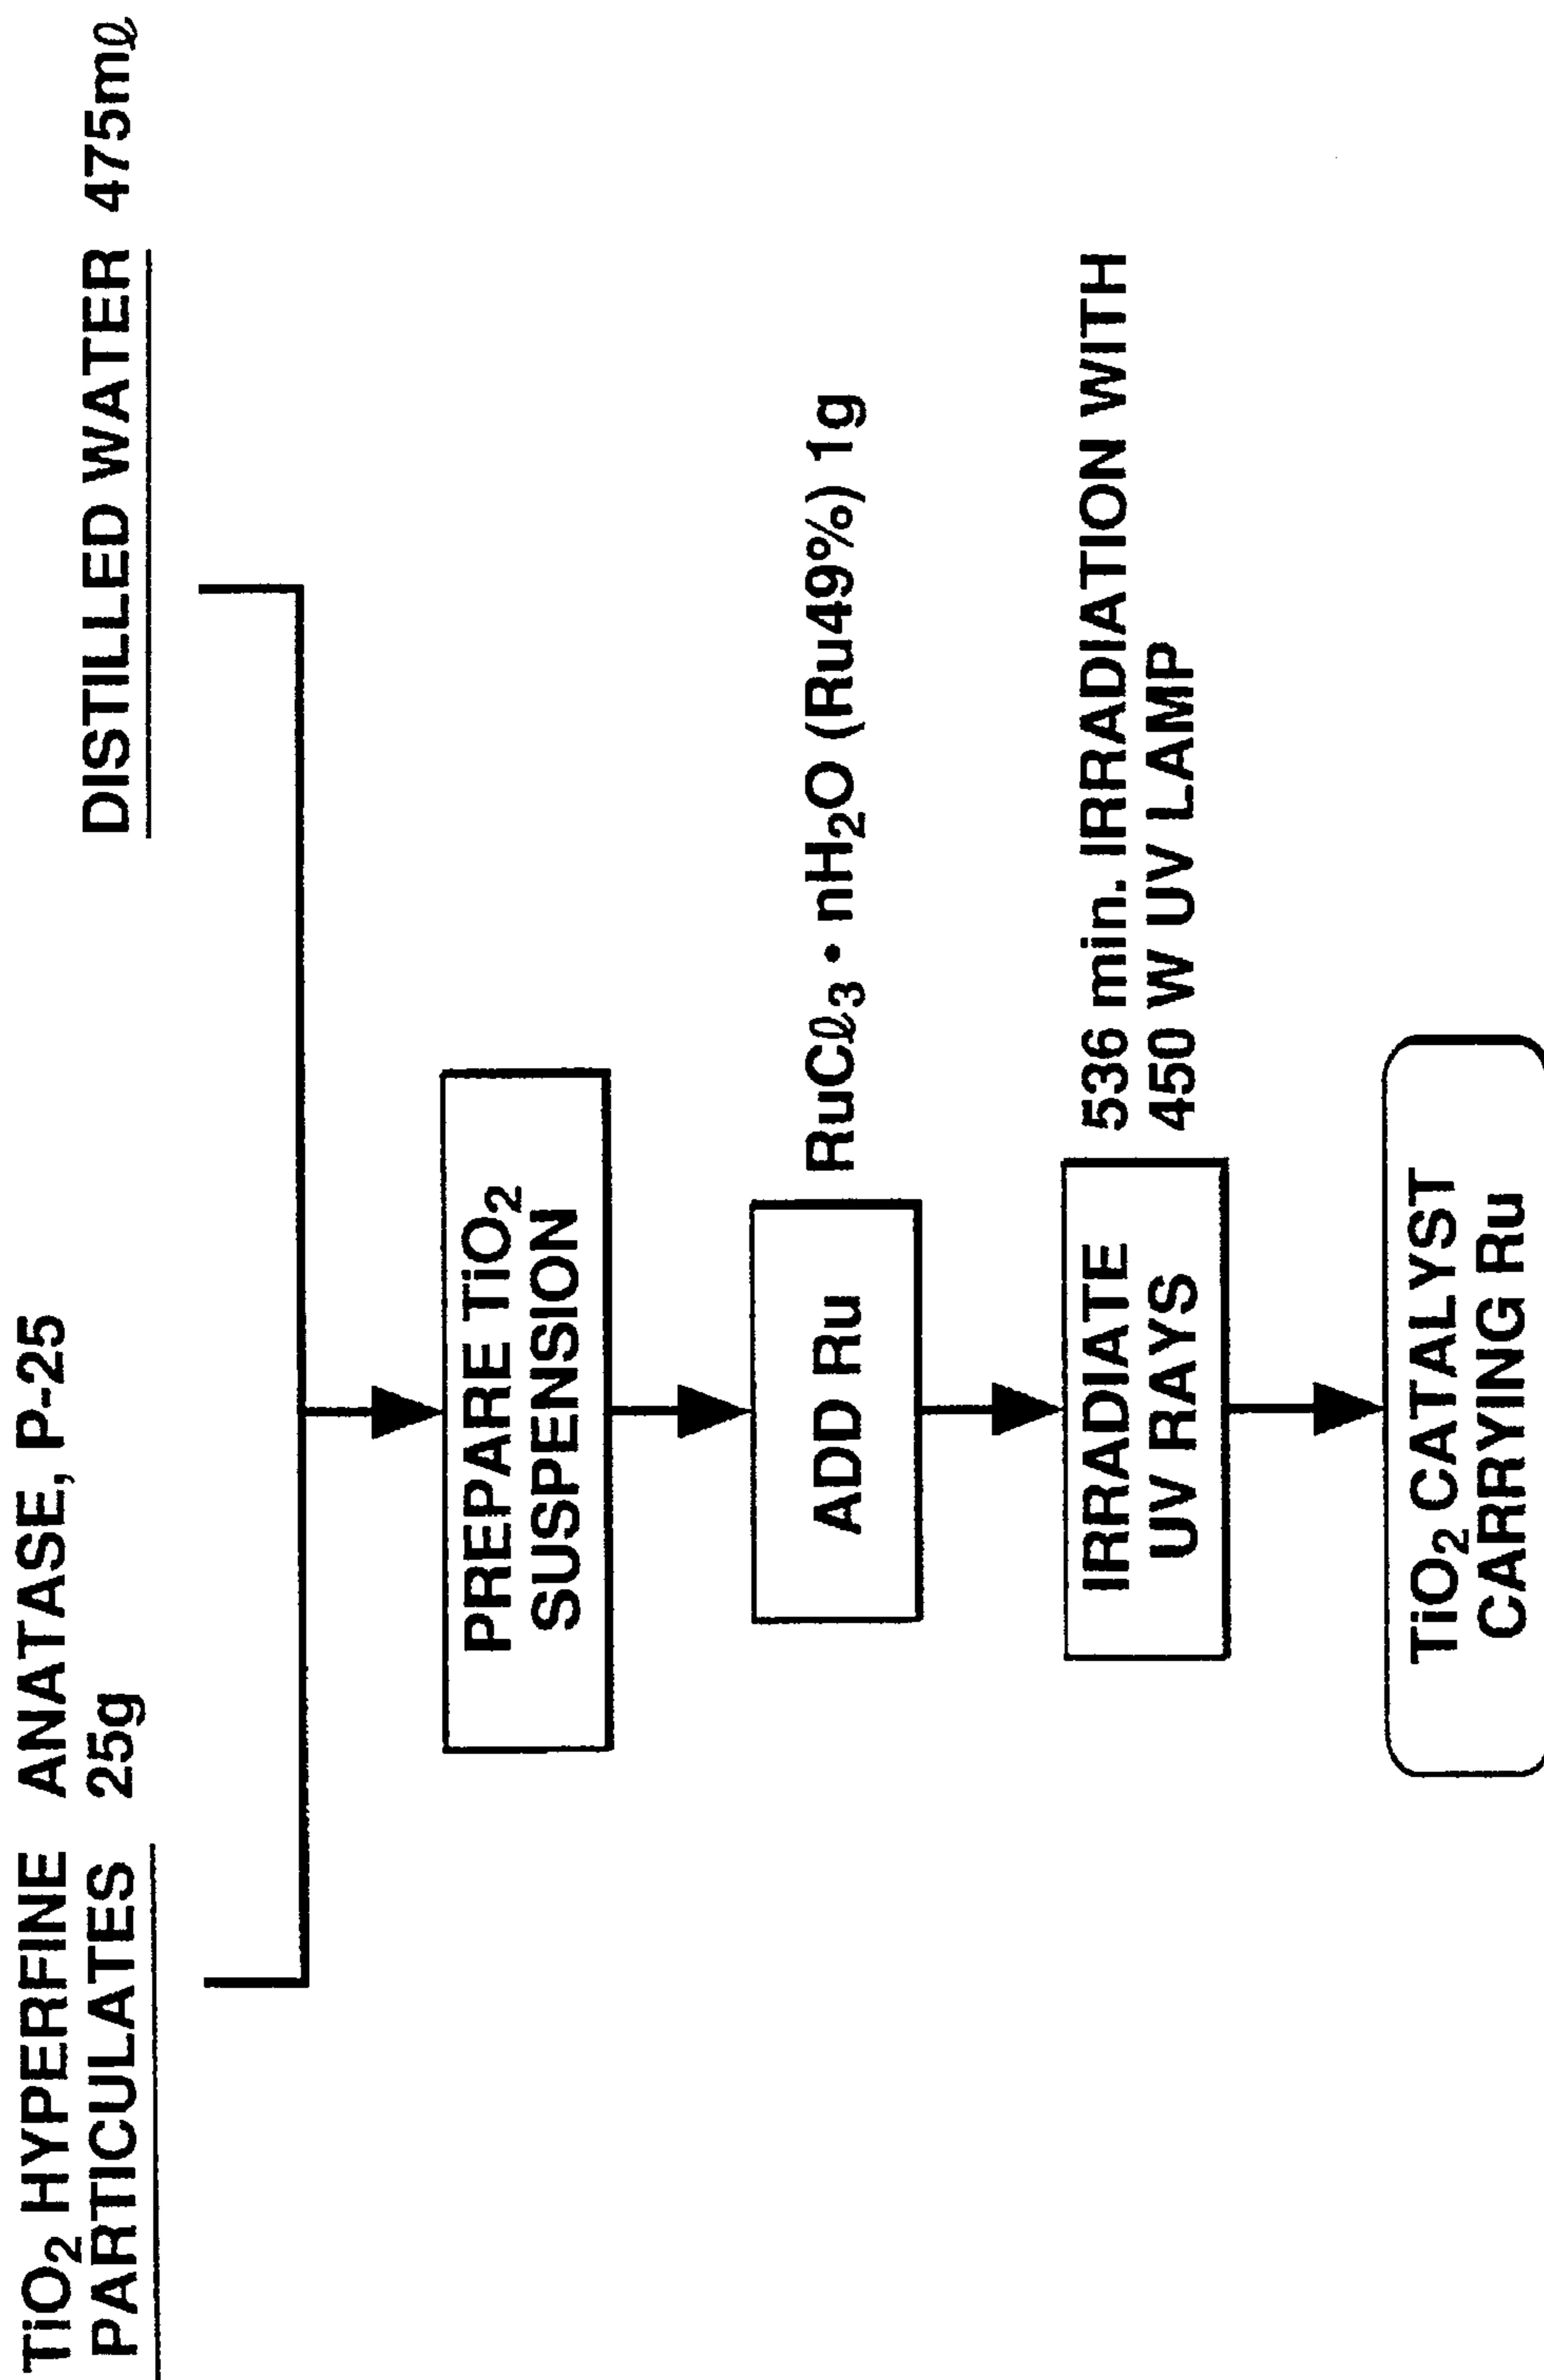 TiO₂ HYPERFINE ANATASE, P-25
PARTICULATES 25g
DISTILLED WATER 475mℓ
PREPARE TiO₂
SUSPENSION
ADD Ru
RuCℓ₃ • nH₂O (Ru49%) 1g
IRRADIATE
UV RAYS
536 min. IRRADIATION WITH
450 W UV LAMP
TiO₂ CATALYST
CARRYING Ru